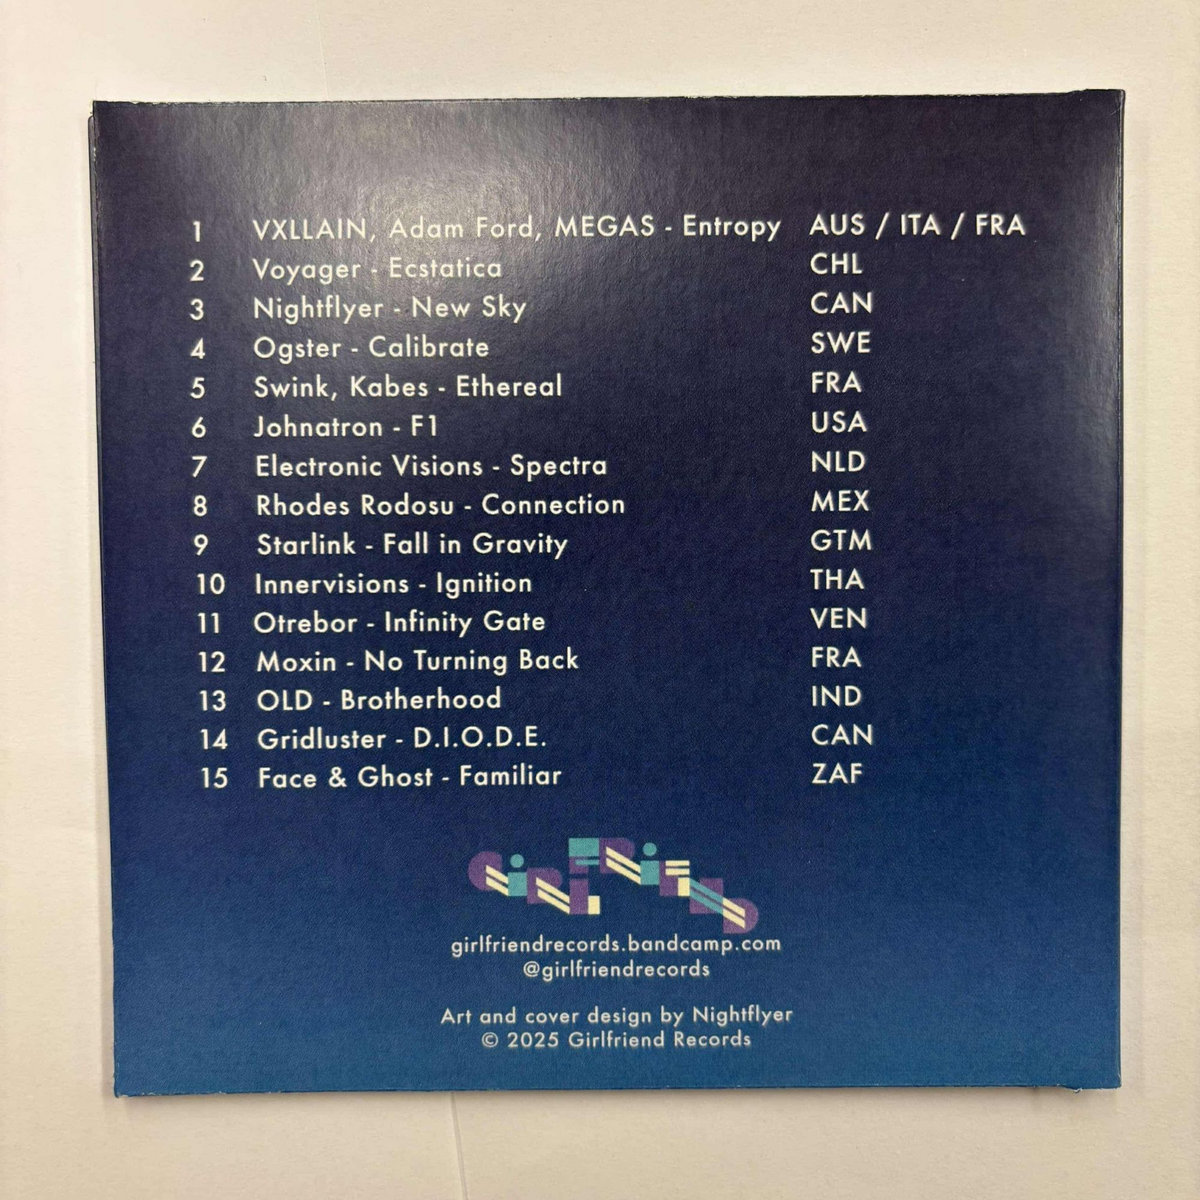 1 VXLLAIN, Adam Ford, MEGAS - Entropy AUS / ITA / FRA
2 Voyager - Ecstatica CHL
3 Nightflyer - New Sky CAN
4 Ogster - Calibrate SWE
5 Swink, Kabes - Ethereal FRA
6 Johnatron - F1 USA
7 Electronic Visions - Spectra NLD
8 Rhodes Rodosu - Connection MEX
9 Starlink - Fall in Gravity GTM
10 Innervisions - Ignition THA
11 Otrebor - Infinity Gate VEN
12 Moxin - No Turning Back FRA
13 OLD - Brotherhood IND
14 Gridluster - D.I.O.D.E. CAN
15 Face & Ghost - Familiar ZAF
GiRLFRiEND
girlfriendrecords.bandcamp.com
@girlfriendrecords
Art and cover design by Nightflyer
© 2025 Girlfriend Records